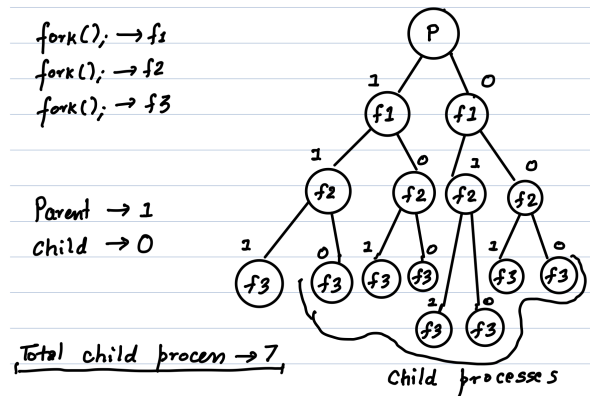 fork(); → f1
fork(); → f2
fork(); → f3
Parent → 1
child → 0
Total child procen → 7
P
1 0
f1 f1
1 0 1 0
f2 f2 f2 f2
1 0 1 0 1 0
f3 f3 f3 f3 f3 f3
1 0
f3 f3
Child processes